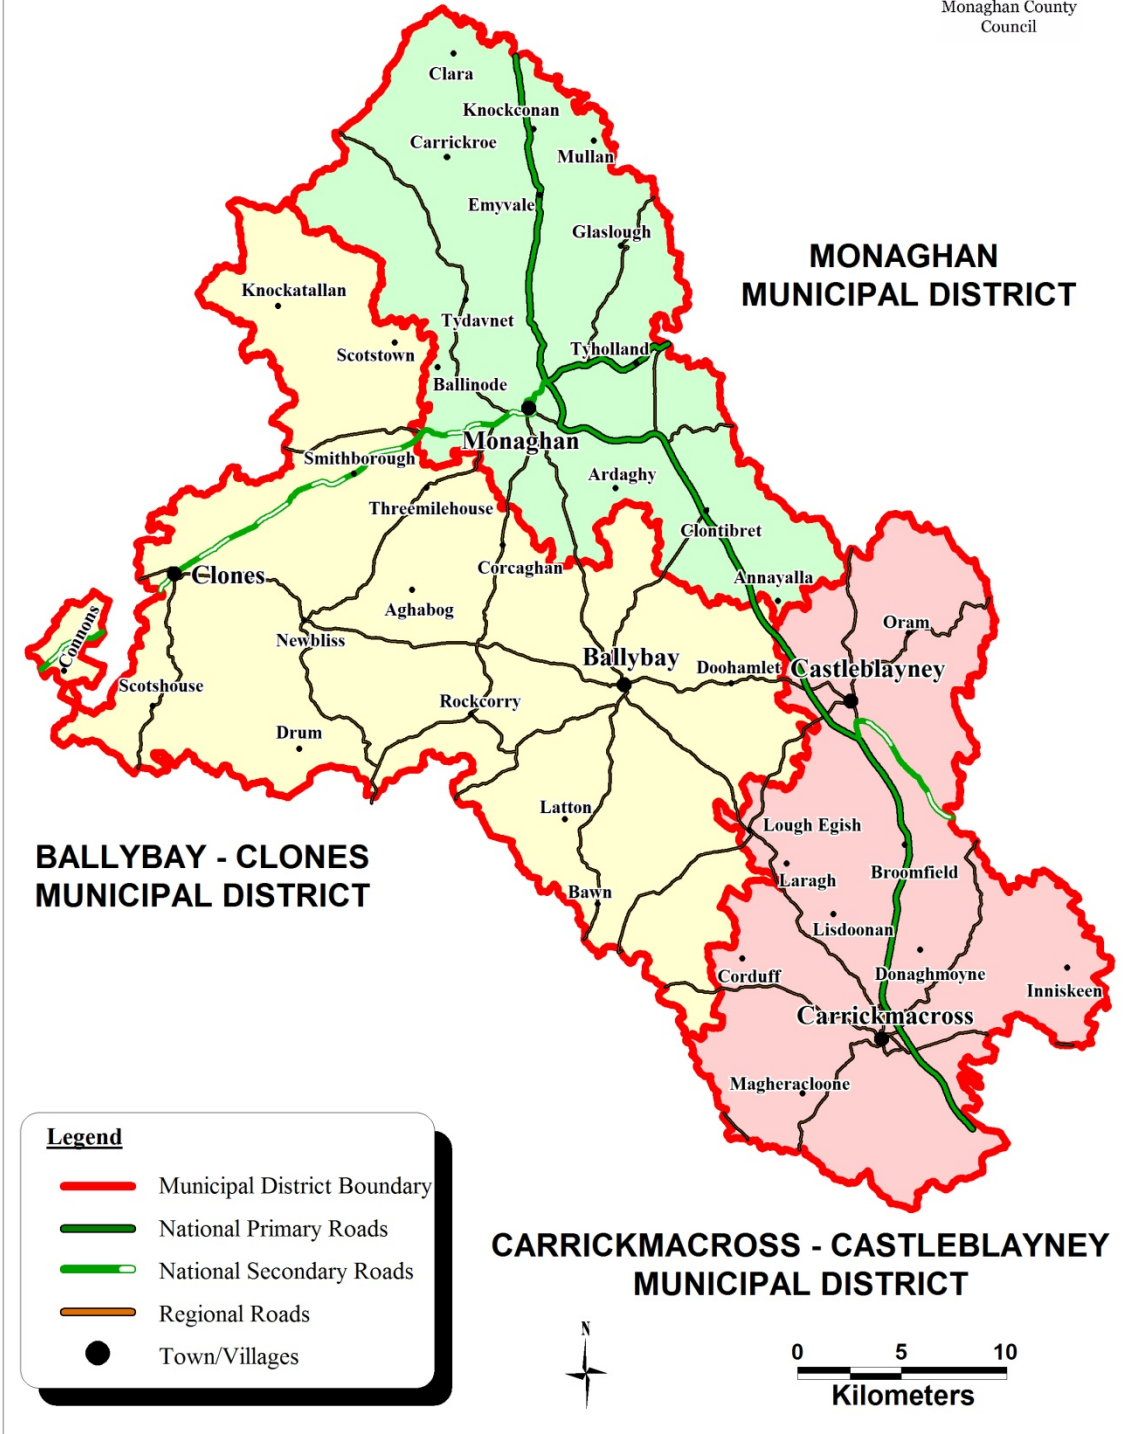 Monaghan County
Council
Clara
Knockconan
Carrickroe
Mullan
Emyvale
Glaslough
MONAGHAN
MUNICIPAL DISTRICT
Knockatallan
Tydavnet
Scotstown
Tyholland
Ballinode
Monaghan
Smithborough
Ardaghy
Threemilehouse
Clontibret
Corcaghan
Clones
Annayalla
Aghabog
Connons
Newbliss
Oram
Ballybay
Doohamlet
Castleblayney
Scotshouse
Rockcorry
Drum
Latton
Lough Egish
BALLYBAY - CLONES
MUNICIPAL DISTRICT
Broomfield
Laragh
Bawn
Lisdoonan
Corduff
Donaghmoyne
Inniskeen
Carrickmacross
Magheracloone
Legend
Municipal District Boundary
National Primary Roads
National Secondary Roads
Regional Roads
Town/Villages
CARRICKMACROSS - CASTLEBLAYNEY
MUNICIPAL DISTRICT
N
0 5 10
Kilometers